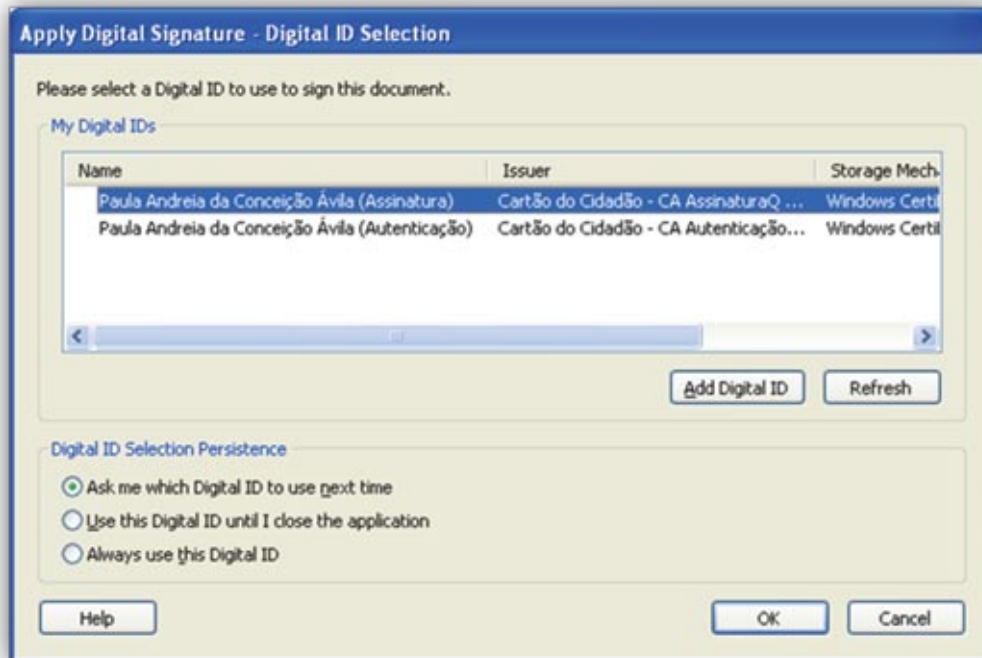 Apply Digital Signature - Digital ID Selection
Please select a Digital ID to use to sign this document.
My Digital IDs
Name Issuer Storage Mech
Paula Andreia da Conceição Ávila (Assinatura) Cartão do Cidadão - CA AssinaturaQ ... Windows Certif
Paula Andreia da Conceição Ávila (Autenticação) Cartão do Cidadão - CA Autenticação... Windows Certif
Add Digital ID Refresh
Digital ID Selection Persistence
Ask me which Digital ID to use next time
Use this Digital ID until I close the application
Always use this Digital ID
Help OK Cancel